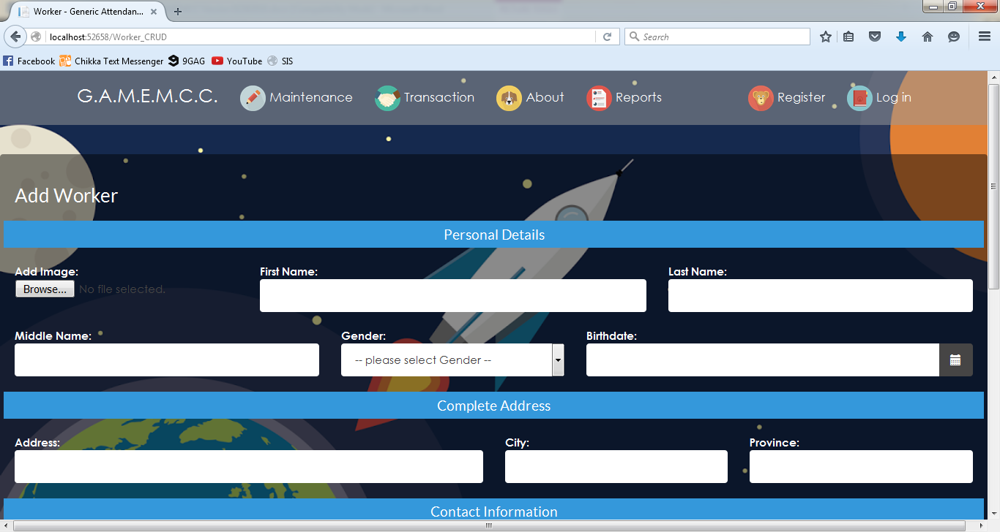 Worker - Generic Attendan...
localhost:52658/Worker_CRUD
Search
Facebook Chikka Text Messenger 9GAG YouTube SIS
G.A.M.E.M.C.C. Maintenance Transaction About Reports Register Log in
Add Worker
Personal Details
Add Image: First Name: Last Name:
Browse... No file selected.
Middle Name: Gender: Birthdate:
-- please select Gender --
Complete Address
Address: City: Province:
Contact Information